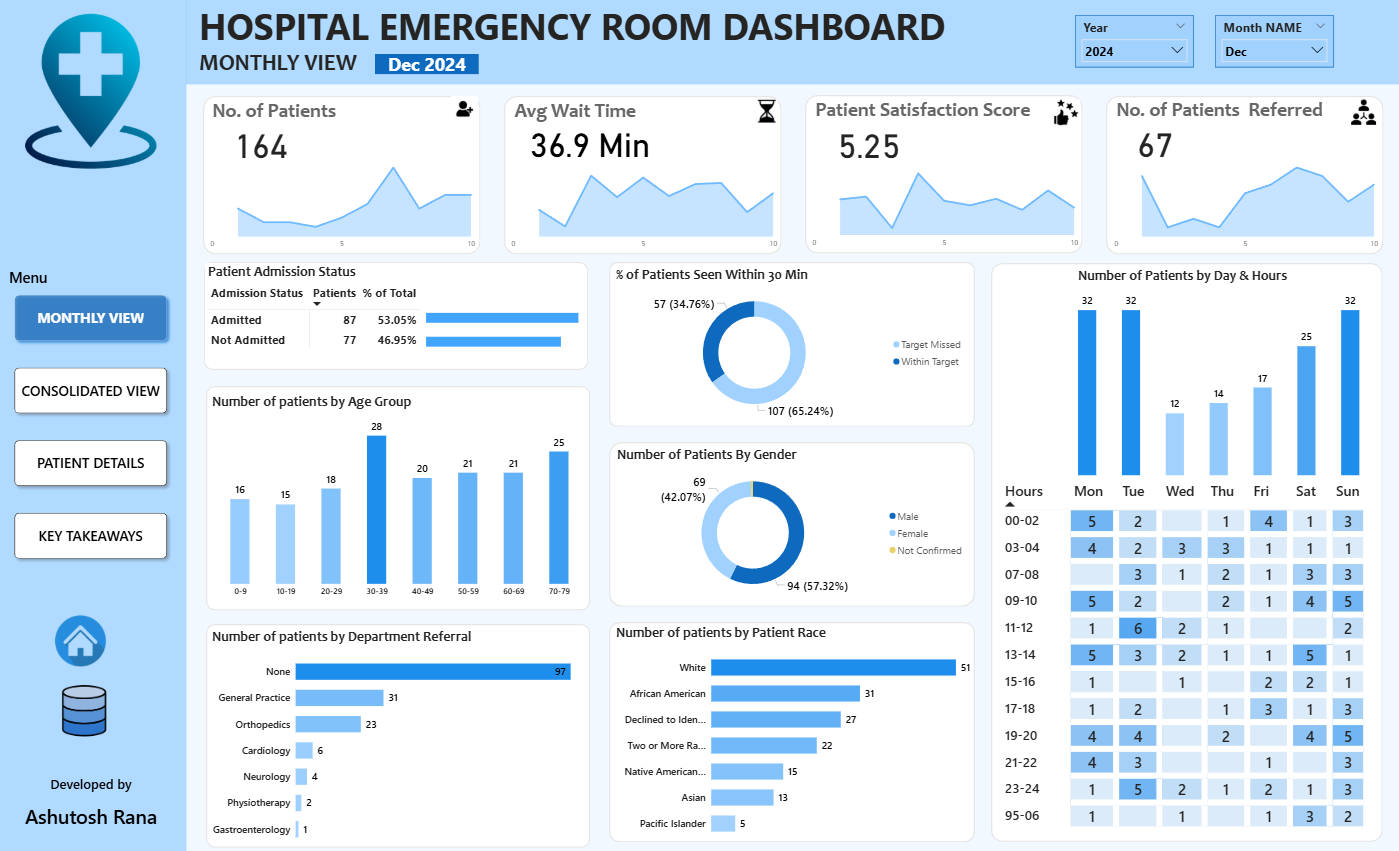 HOSPITAL EMERGENCY ROOM DASHBOARD
MONTHLY VIEW Dec 2024
Year
2024
Month NAME
Dec
Menu
MONTHLY VIEW
CONSOLIDATED VIEW
PATIENT DETAILS
KEY TAKEAWAYS
Developed by
Ashutosh Rana
No. of Patients
164
0 5 10
Avg Wait Time
36.9 Min
0 5 10
Patient Satisfaction Score
5.25
0 5 10
No. of Patients Referred
67
0 5 10
Patient Admission Status
Admission Status Patients % of Total
Admitted 87 53.05%
Not Admitted 77 46.95%
Number of patients by Age Group
16 15 18 28 20 21 21 25
0-9 10-19 20-29 30-39 40-49 50-59 60-69 70-79
Number of patients by Department Referral
None 97
General Practice 31
Orthopedics 23
Cardiology 6
Neurology 4
Physiotherapy 2
Gastroenterology 1
% of Patients Seen Within 30 Min
57 (34.76%)
Target Missed
Within Target
107 (65.24%)
Number of Patients By Gender
69
(42.07%)
Male
Female
Not Confirmed
94 (57.32%)
Number of patients by Patient Race
White 51
African American 31
Declined to Iden... 27
Two or More Ra... 22
Native American... 15
Asian 13
Pacific Islander 5
Number of Patients by Day & Hours
32 32 12 14 17 25 32
Hours Mon Tue Wed Thu Fri Sat Sun
00-02 5 2 1 4 1 3
03-04 4 2 3 3 1 1 1
07-08 3 1 2 1 3 3
09-10 5 2 2 1 4 5
11-12 1 6 2 1 2
13-14 5 3 2 1 1 5 1
15-16 1 1 2 2 1
17-18 1 2 1 3 1 3
19-20 4 4 2 4 5
21-22 4 3 1 3
23-24 1 5 2 1 2 1 3
95-06 1 1 1 3 2